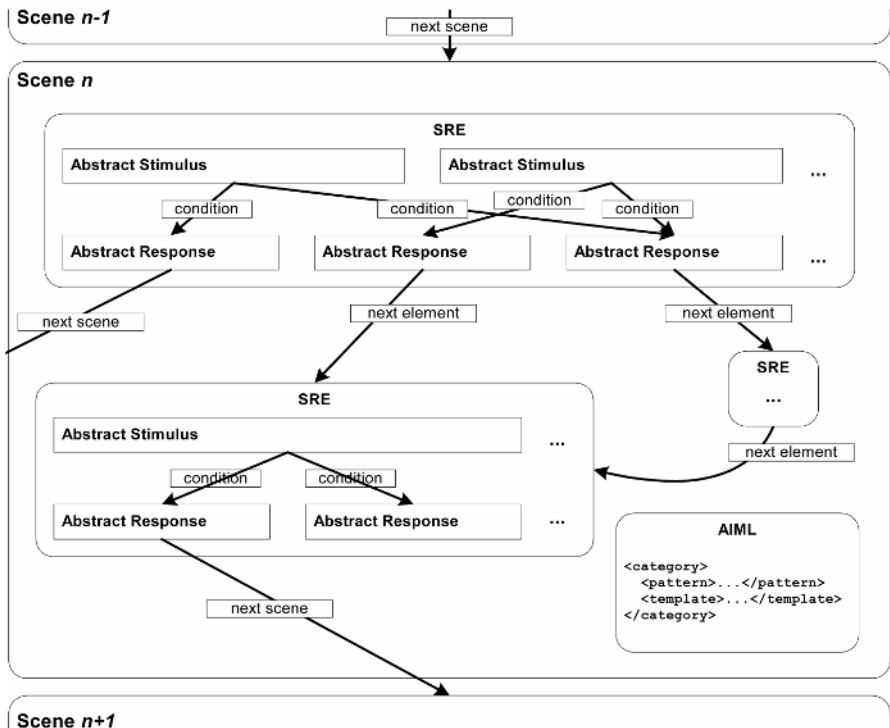 Scene n-1
next scene
Scene n
SRE
Abstract Stimulus
Abstract Stimulus
...
condition
condition
condition
condition
Abstract Response
Abstract Response
Abstract Response
...
next scene
next element
next element
SRE
...
SRE
Abstract Stimulus
...
next element
condition
condition
Abstract Response
Abstract Response
...
AIML
<category>
<pattern>...</pattern>
<template>...</template>
</category>
next scene
Scene n+1